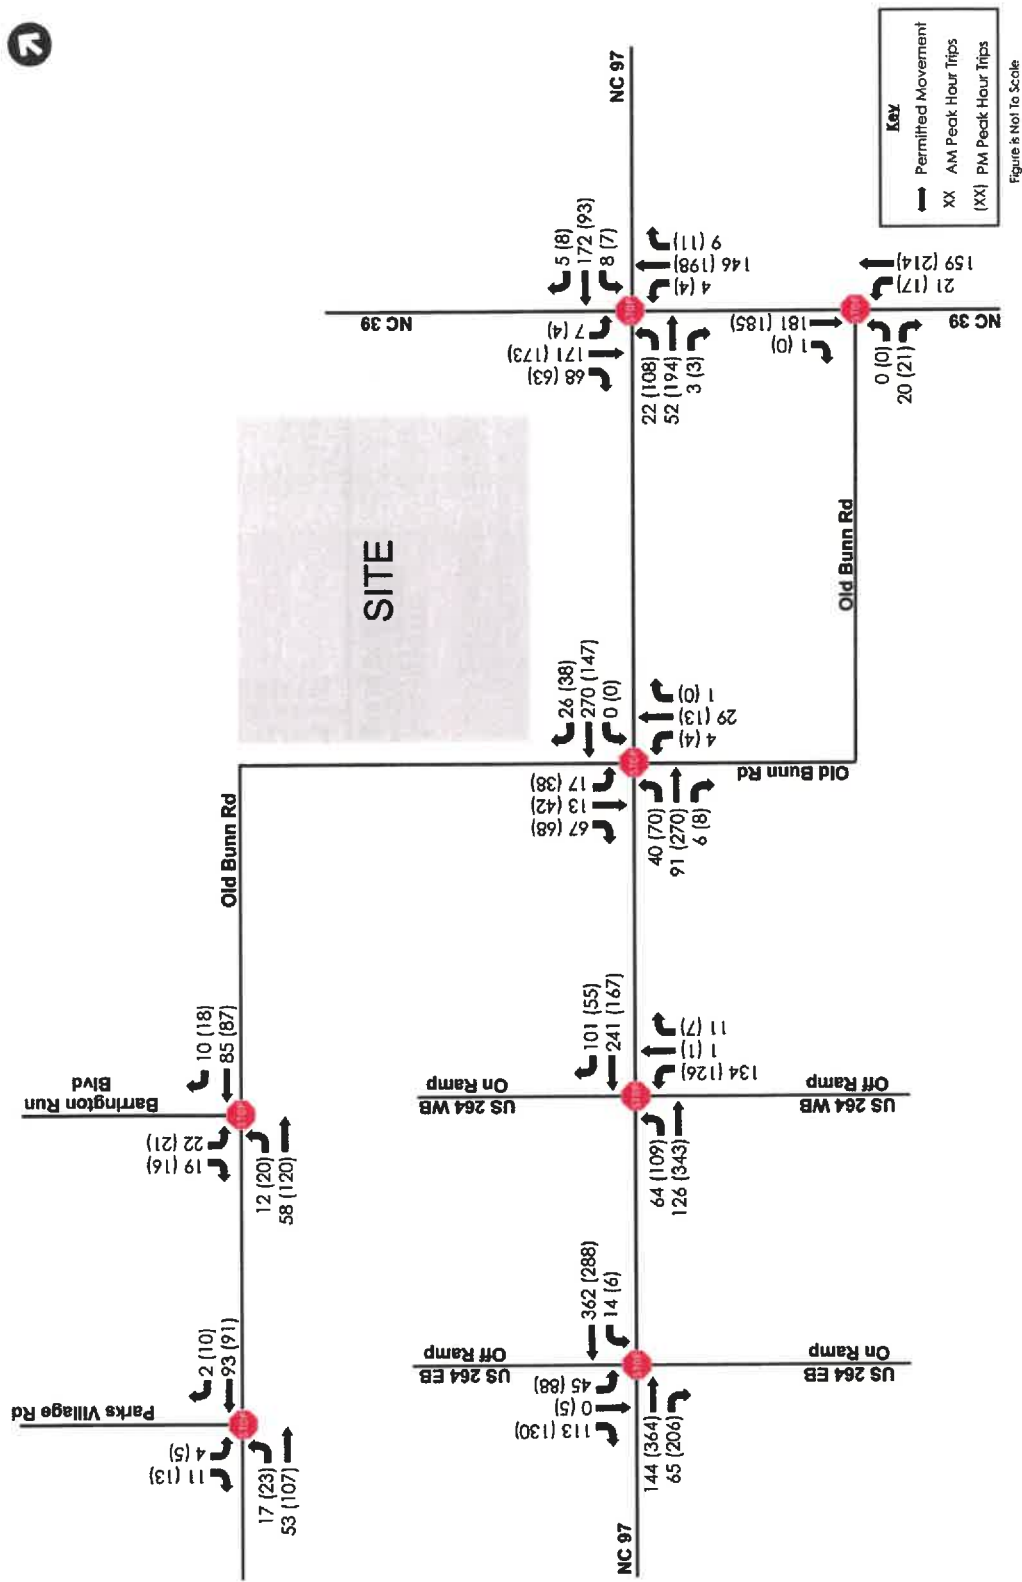 Parks Village Rd
2 (10)
93 (91)
4 (5)
11 (13)
17 (23)
53 (107)
Barrington Run
Blvd
10 (18)
85 (87)
22 (21)
19 (16)
12 (20)
58 (120)
Old Bunn Rd
SITE
US 264 EB
Off Ramp
362 (288)
14 (6)
45 (88)
0 (5)
113 (130)
144 (364)
65 (206)
US 264 EB
On Ramp
NC 97
US 264 WB
On Ramp
101 (55)
241 (167)
64 (109)
126 (343)
134 (126)
1 (1)
11 (7)
US 264 WB
Off Ramp
26 (38)
270 (147)
0 (0)
17 (38)
13 (42)
67 (68)
40 (70)
91 (270)
6 (8)
4 (4)
29 (13)
1 (0)
STOP
Old Bunn Rd
Old Bunn Rd
NC 39
5 (8)
172 (93)
8 (7)
7 (4)
171 (173)
68 (63)
22 (108)
52 (194)
3 (3)
4 (4)
146 (198)
9 (11)
STOP
NC 97
181 (185)
1 (0)
0 (0)
20 (21)
21 (17)
159 (214)
STOP
NC 39
Key
Permitted Movement
XX AM Peak Hour Trips
(XX) PM Peak Hour Trips
Figure is Not To Scale